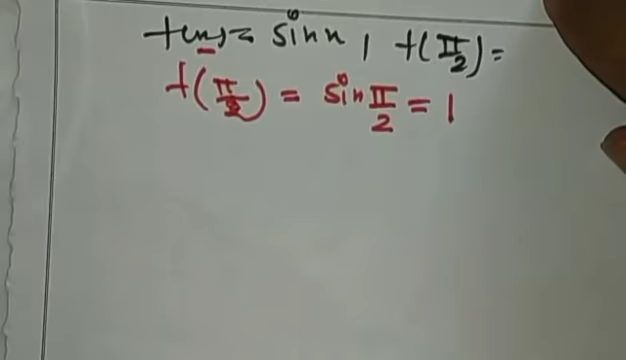 f(x) = sin x , f(π/2) =
f(π/2) = sin π/2 = 1